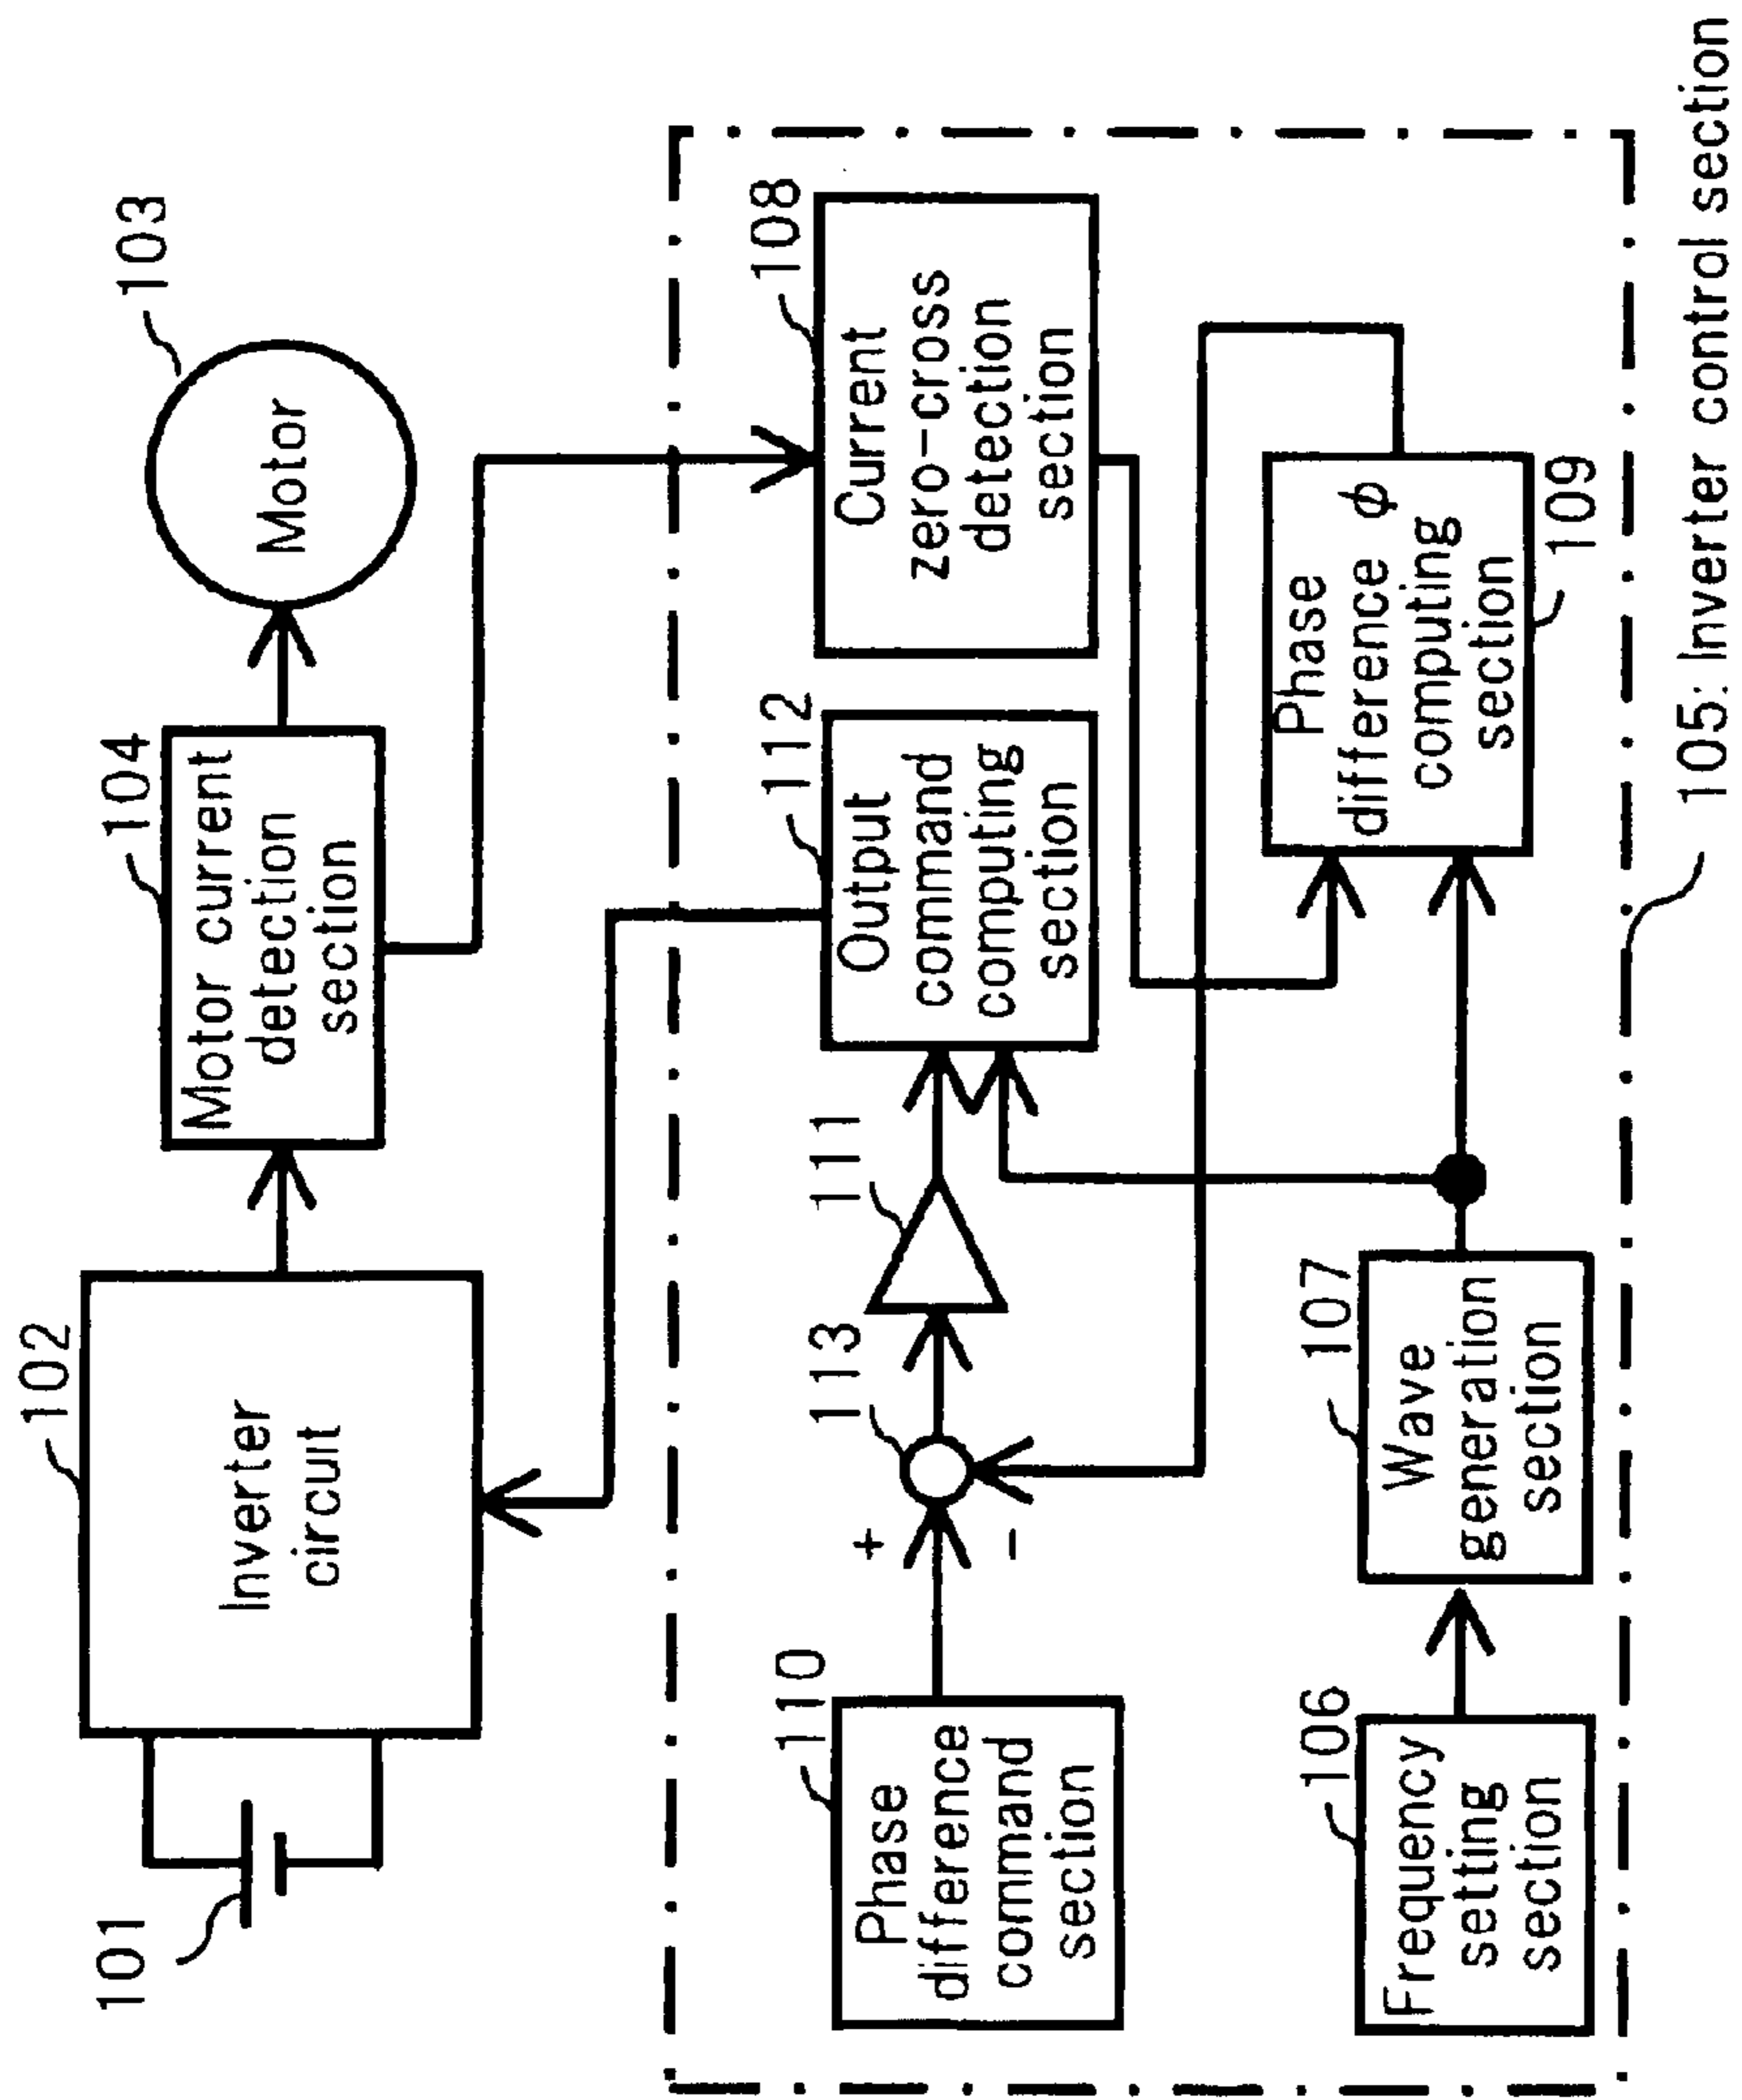 101
102
Inverter
circuit
104
Motor current
detection
section
103
Motor
110
Phase
difference
command
section
+
-
113
111
112
Output
command
computing
section
108
Current
zero-cross
detection
section
106
Frequency
setting
section
107
Wave
generation
section
Phase
difference ϕ
computing
section
109
105: Inverter control section